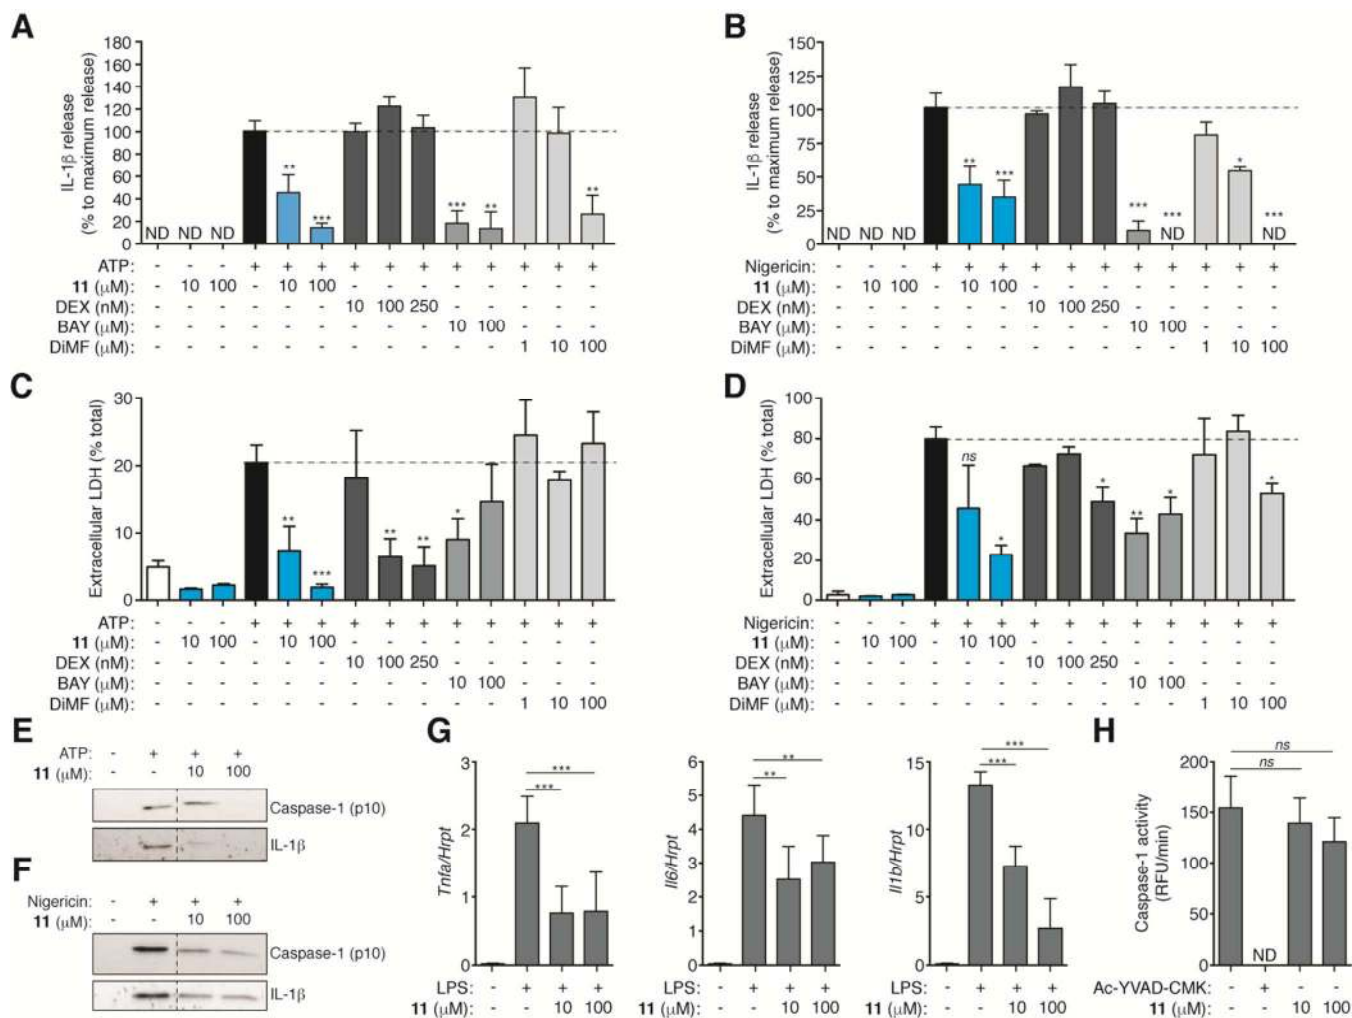 A
IL-1β release
(% to maximum release)
180
160
140
120
100
80
60
40
20
0
ND ND ND
** *** *** ** **
ATP: - - - + + + + + + + + + + +
11 (μM): - 10 100 - 10 100 - - - - - - - -
DEX (nM): - - - - - - 10 100 250 - - - - -
BAY (μM): - - - - - - - - - 10 100 - - -
DiMF (μM): - - - - - - - - - - - 1 10 100
B
IL-1β release
(% to maximum release)
150
125
100
75
50
25
0
ND ND ND
** *** *** *** ND * *** ND
Nigericin: - - - + + + + + + + + + + +
11 (μM): - 10 100 - 10 100 - - - - - - - -
DEX (nM): - - - - - - 10 100 250 - - - - -
BAY (μM): - - - - - - - - - 10 100 - - -
DiMF (μM): - - - - - - - - - - - 1 10 100
C
Extracellular LDH (% total)
30
20
10
0
** *** ** ** *
ATP: - - - + + + + + + + + + + +
11 (μM): - 10 100 - 10 100 - - - - - - - -
DEX (nM): - - - - - - 10 100 250 - - - - -
BAY (μM): - - - - - - - - - 10 100 - - -
DiMF (μM): - - - - - - - - - - - 1 10 100
D
Extracellular LDH (% total)
100
80
60
40
20
0
ns * * ** * *
Nigericin: - - - + + + + + + + + + + +
11 (μM): - 10 100 - 10 100 - - - - - - - -
DEX (nM): - - - - - - 10 100 250 - - - - -
BAY (μM): - - - - - - - - - 10 100 - - -
DiMF (μM): - - - - - - - - - - - 1 10 100
E
ATP: - + + +
11 (μM): - - 10 100
Caspase-1 (p10)
IL-1β
F
Nigericin: - + + +
11 (μM): - - 10 100
Caspase-1 (p10)
IL-1β
G
Tnfa/Hrpt
3
2
1
0
***
***
LPS: - + + +
11 (μM): - - 10 100
Il6/Hrpt
6
5
4
3
2
1
0
**
**
LPS: - + + +
11 (μM): - - 10 100
Il1b/Hrpt
15
10
5
0
***
***
LPS: - + + +
11 (μM): - - 10 100
H
Caspase-1 activity
(RFU/min)
200
150
100
50
0
ns
ns
ND
Ac-YVAD-CMK: - + - -
11 (μM): - - 10 100